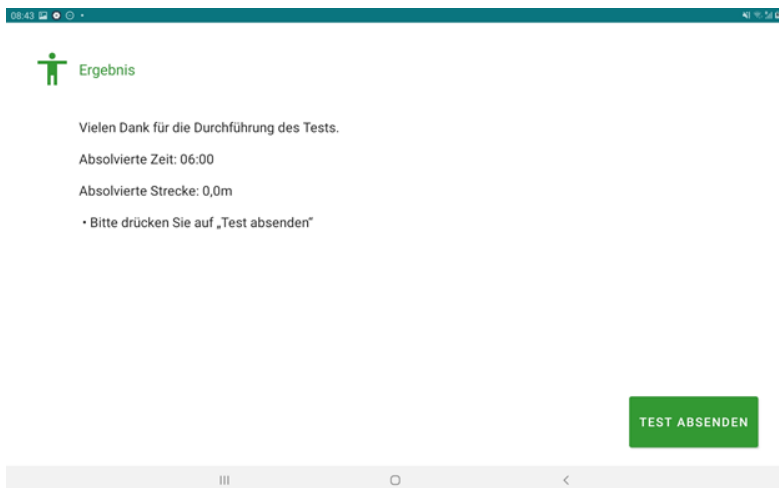 08:43
Ergebnis
Vielen Dank für die Durchführung des Tests.
Absolvierte Zeit: 06:00
Absolvierte Strecke: 0,0m
• Bitte drücken Sie auf „Test absenden“
TEST ABSENDEN